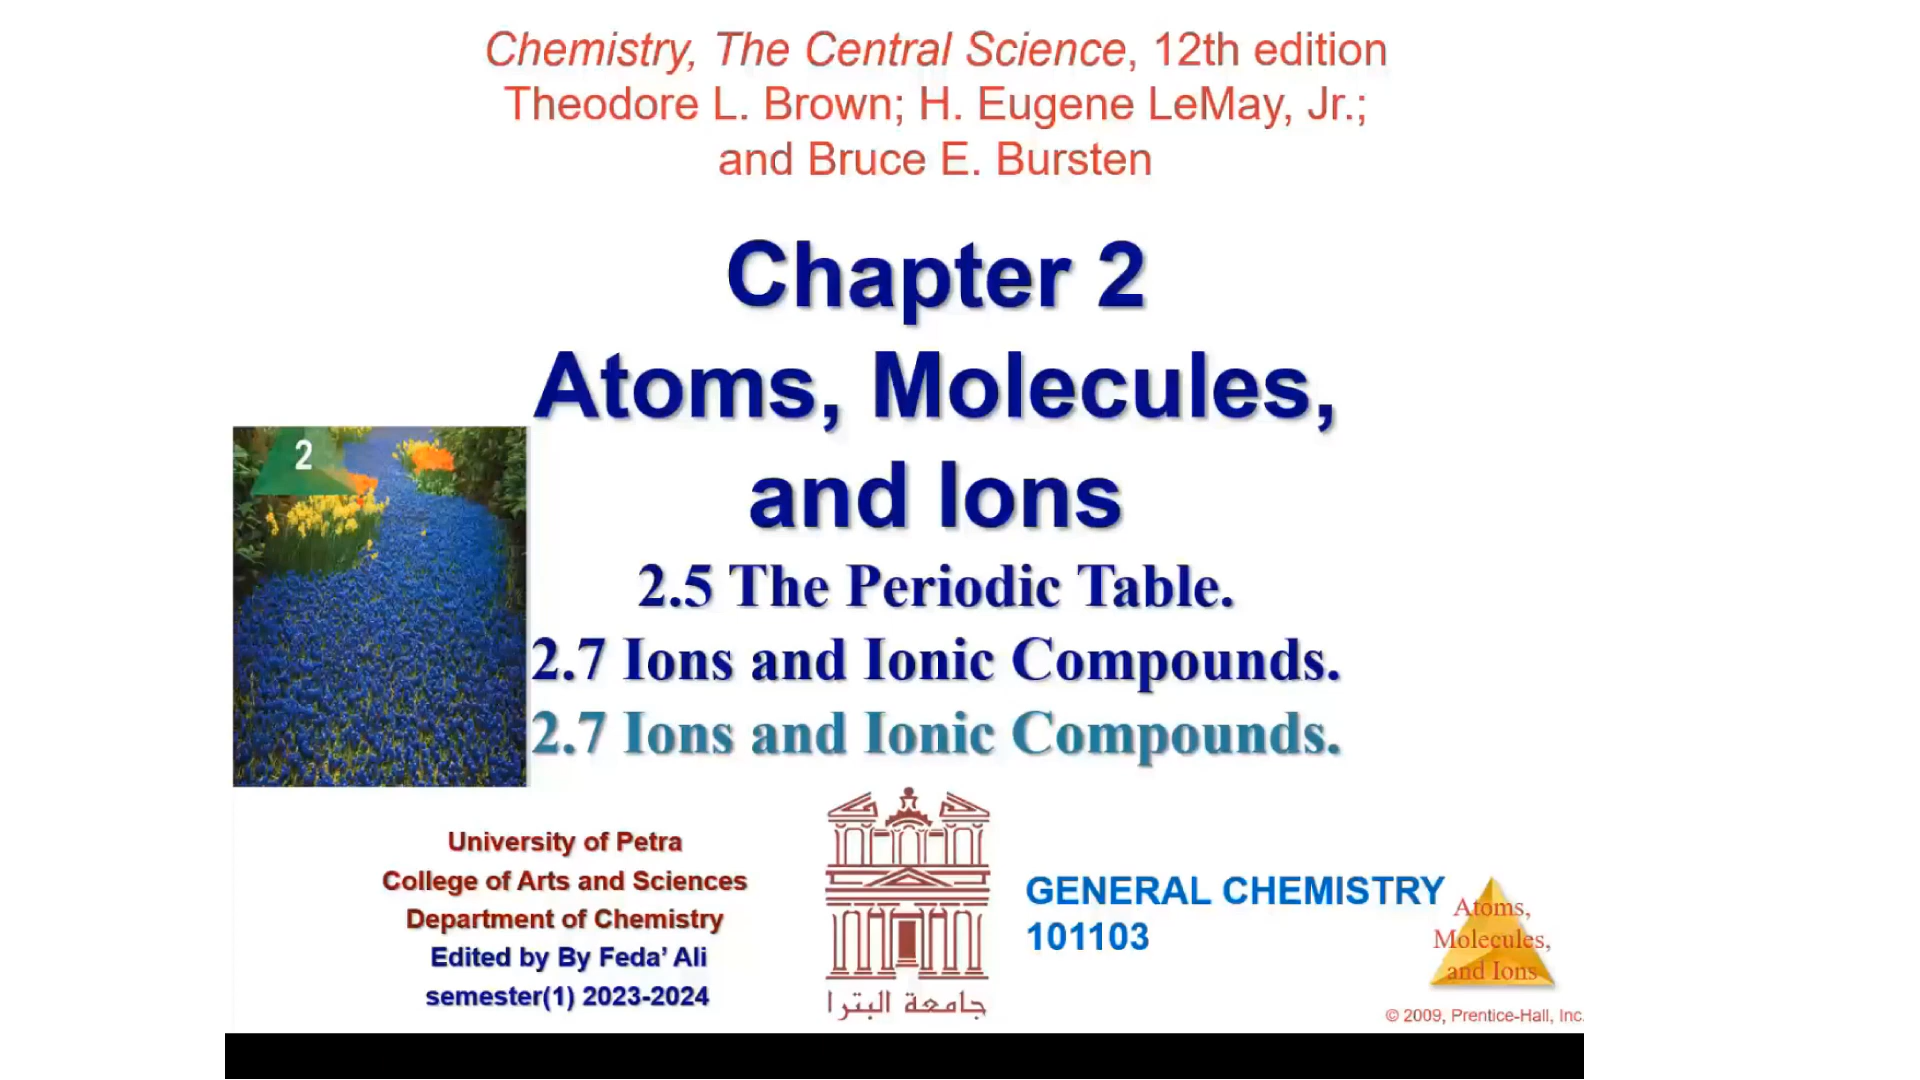 Chemistry, The Central Science, 12th edition
Theodore L. Brown; H. Eugene LeMay, Jr.;
and Bruce E. Bursten
Chapter 2
Atoms, Molecules,
and Ions
2
2.5 The Periodic Table.
2.7 Ions and Ionic Compounds.
2.7 Ions and Ionic Compounds.
University of Petra
College of Arts and Sciences
Department of Chemistry
Edited by By Feda’ Ali
semester(1) 2023-2024
جامعة البترا
GENERAL CHEMISTRY
101103
Atoms,
Molecules,
and Ions
© 2009, Prentice-Hall, Inc.